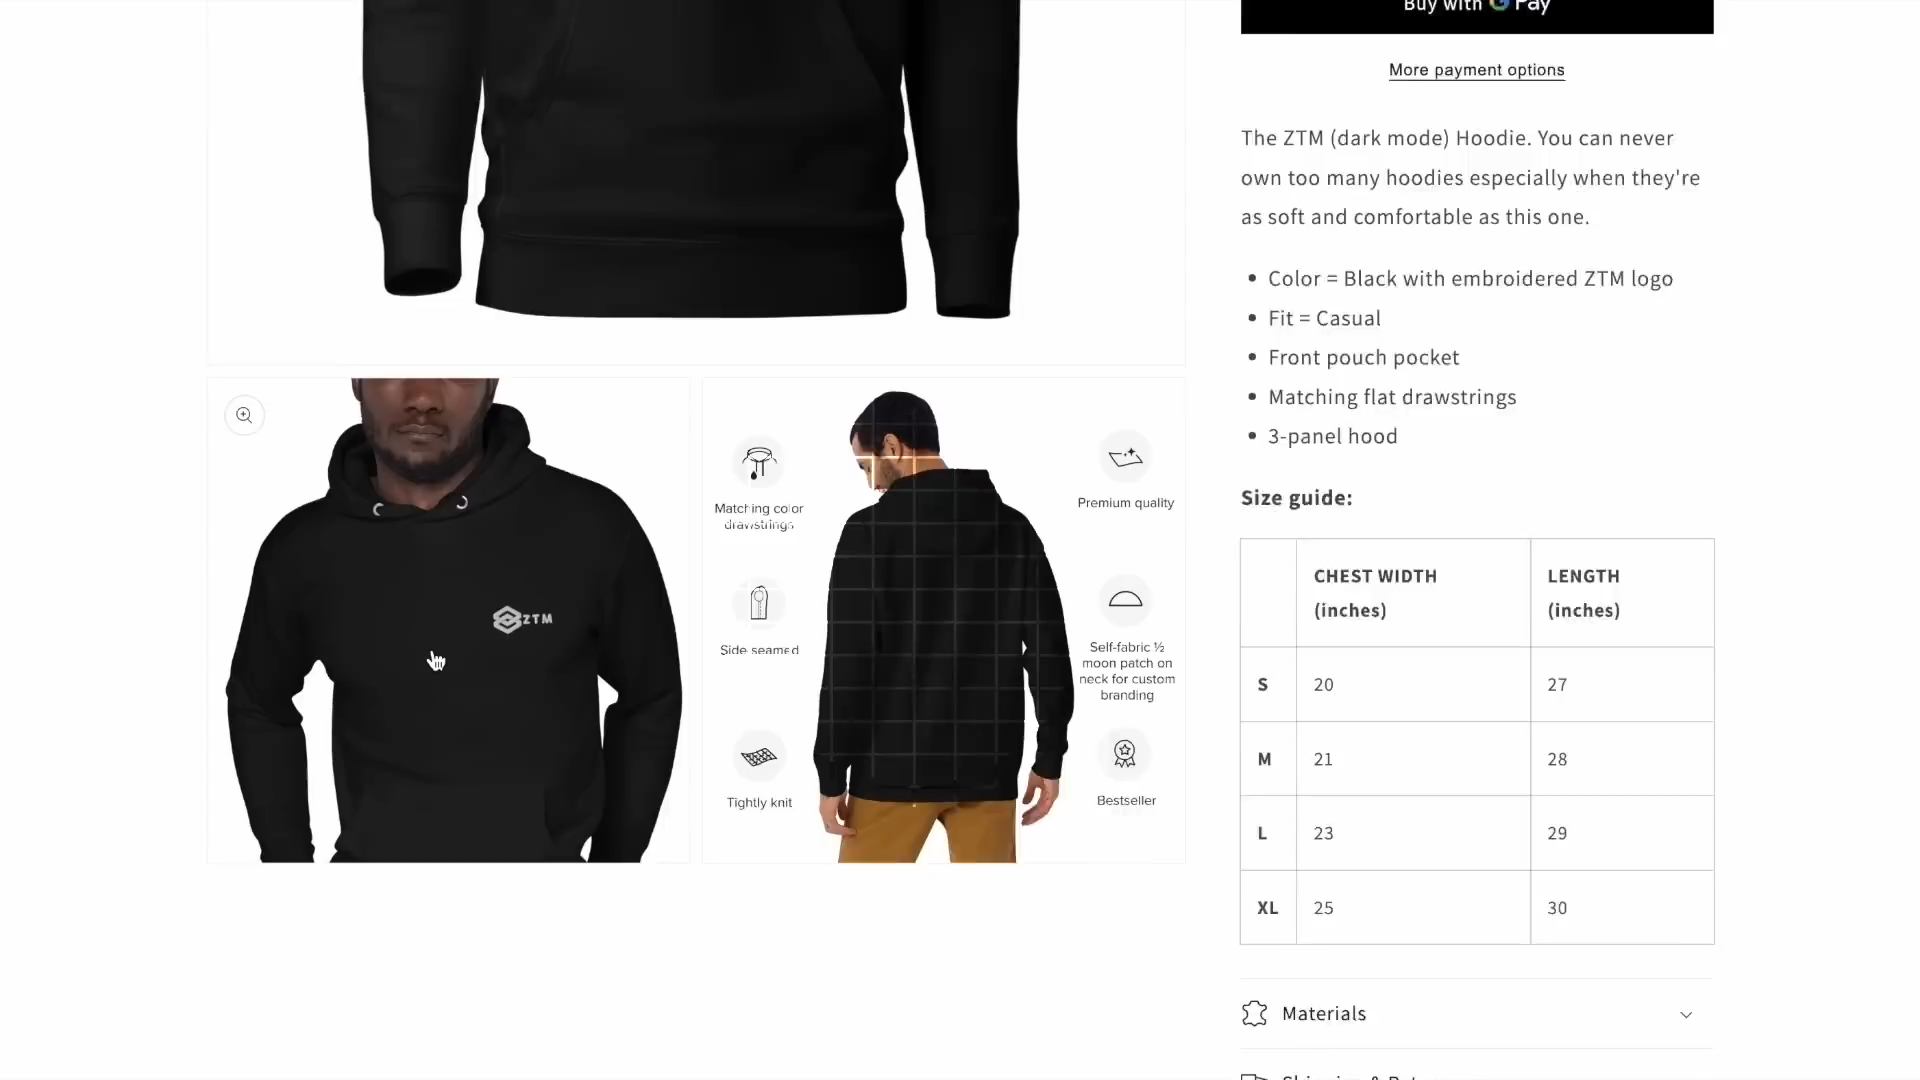 Buy with G Pay
More payment options
The ZTM (dark mode) Hoodie. You can never
own too many hoodies especially when they're
as soft and comfortable as this one.
Color = Black with embroidered ZTM logo
Fit = Casual
Front pouch pocket
Matching flat drawstrings
3-panel hood
Size guide:
CHEST WIDTH (inches) LENGTH (inches)
S 20 27
M 21 28
L 23 29
XL 25 30
Materials
ZTM
Matching color
drawstrings
Side seamed
Tightly knit
Premium quality
Self-fabric ½
moon patch on
neck for custom
branding
Bestseller